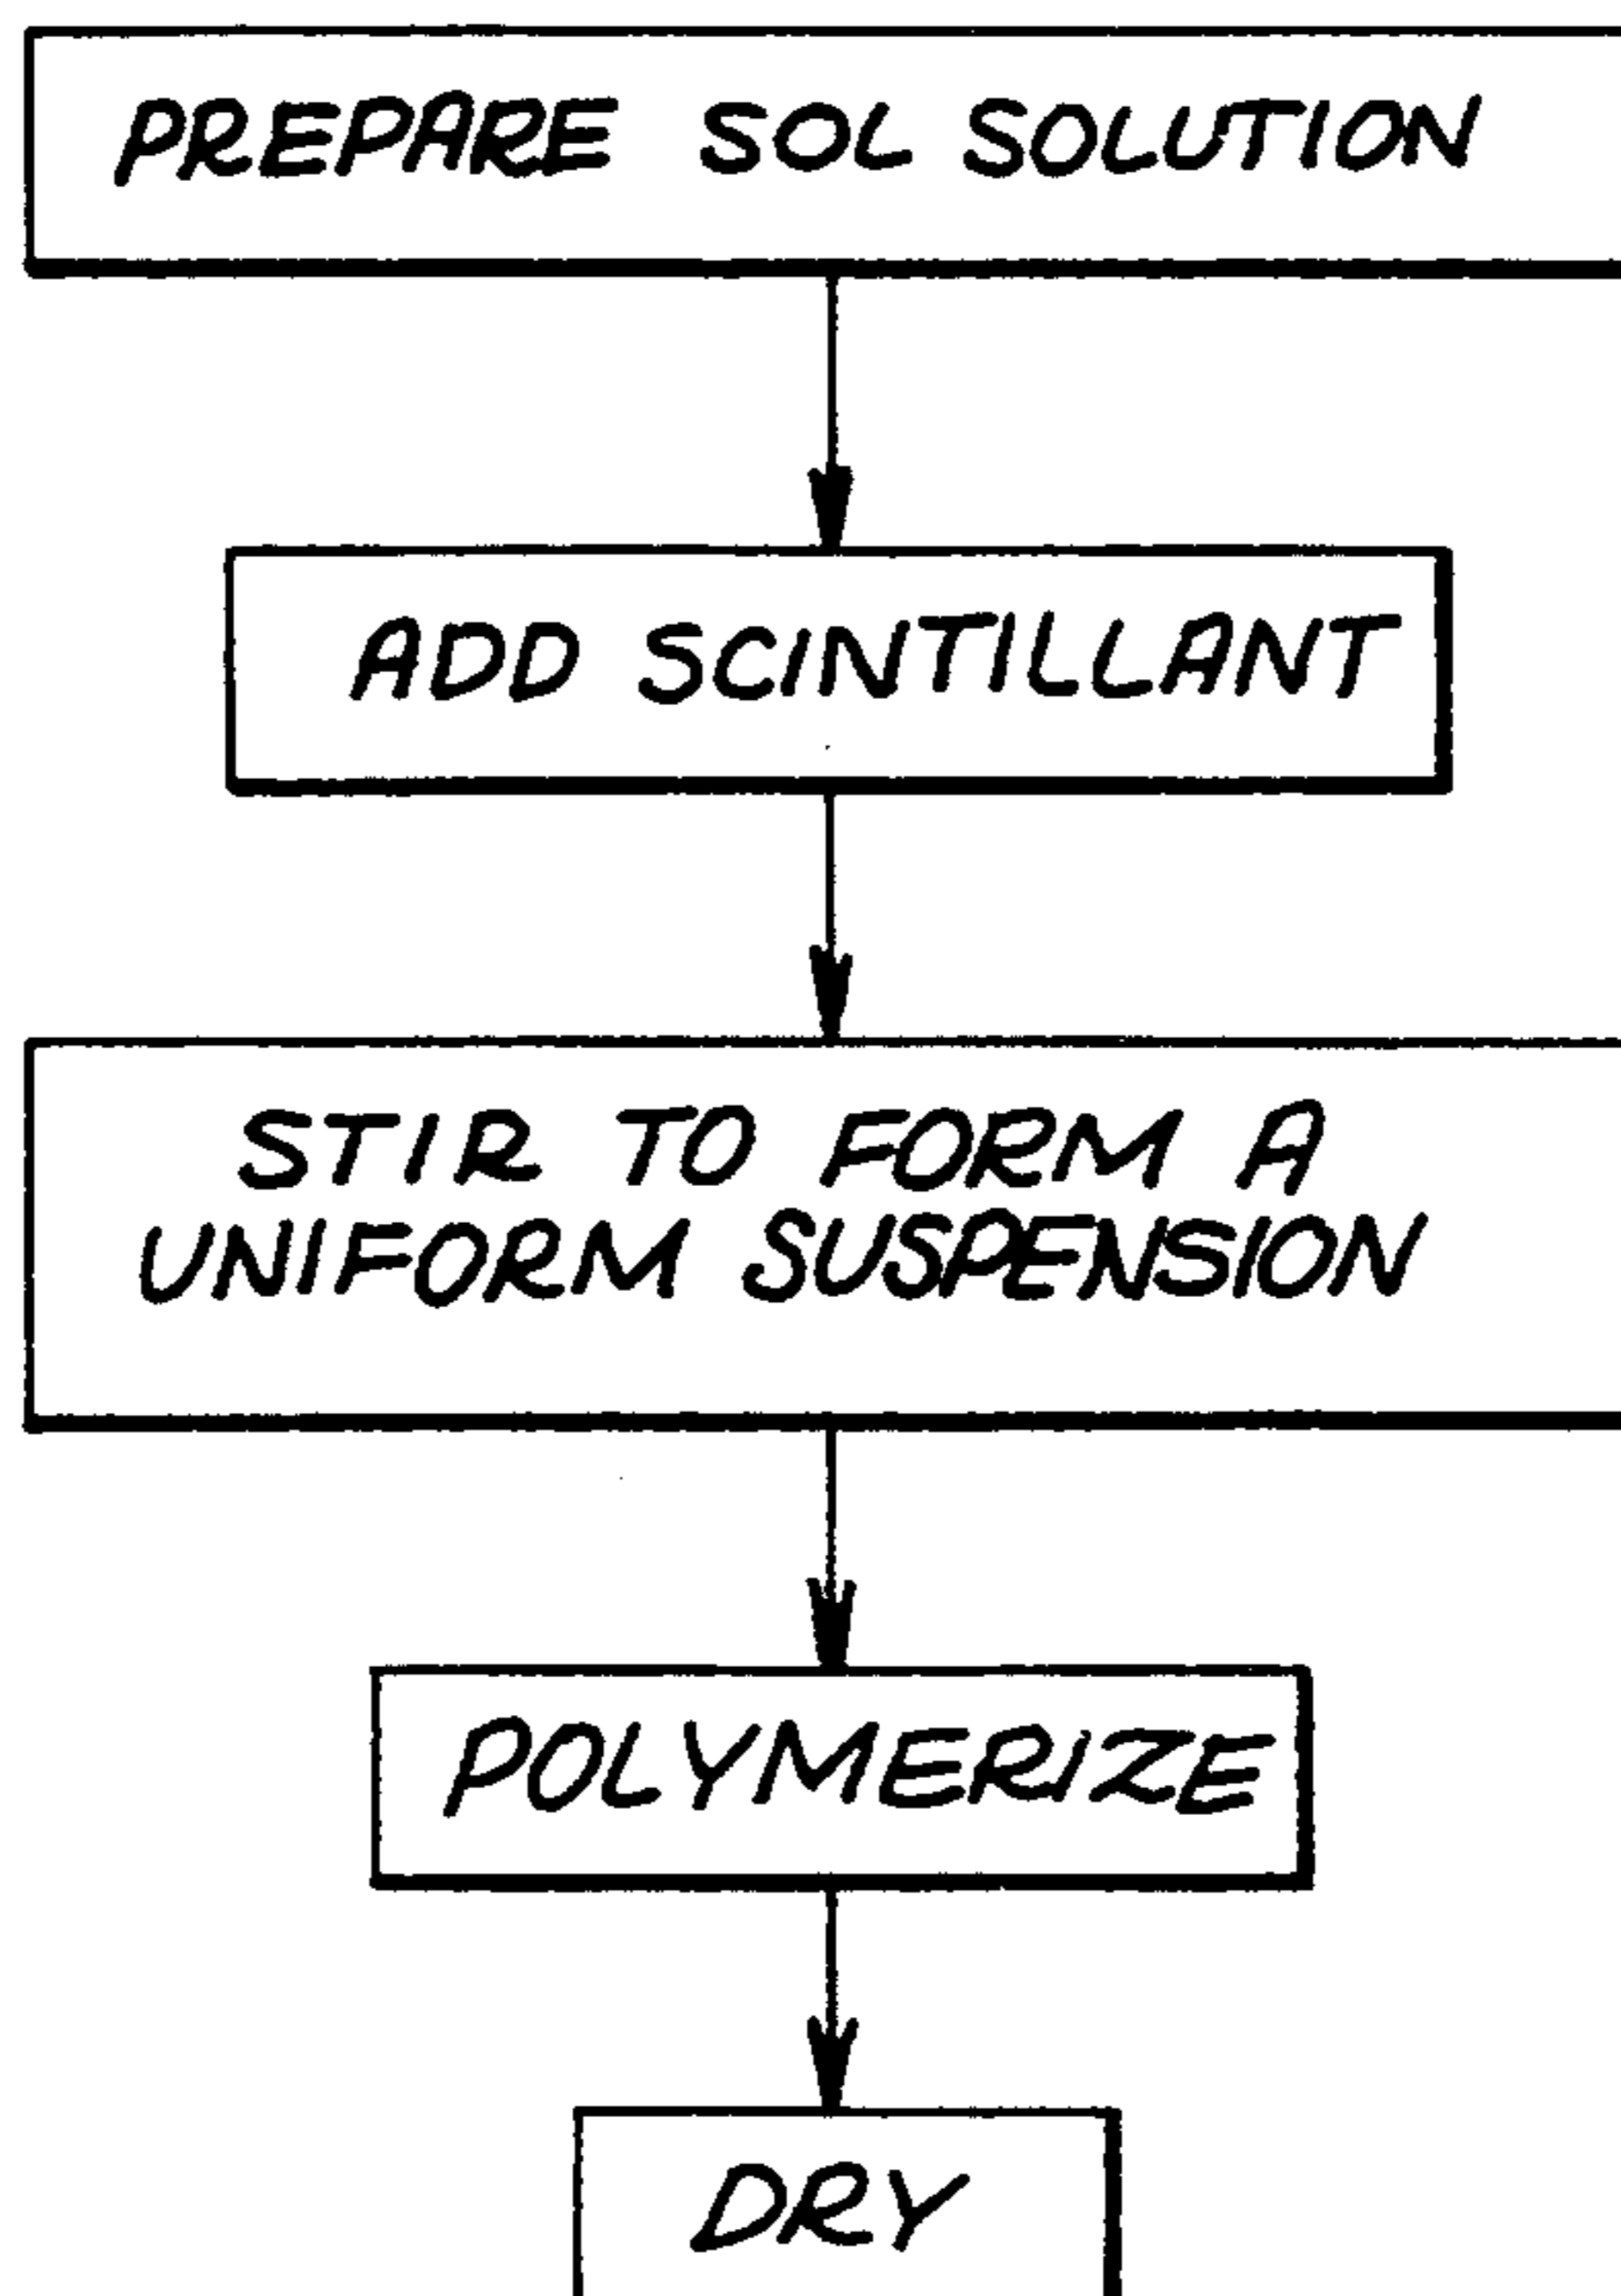 PREPARE SOL SOLUTION
ADD SCINTILLANT
STIR TO FORM A
UNIFORM SUSPENSION
POLYMERIZE
DRY